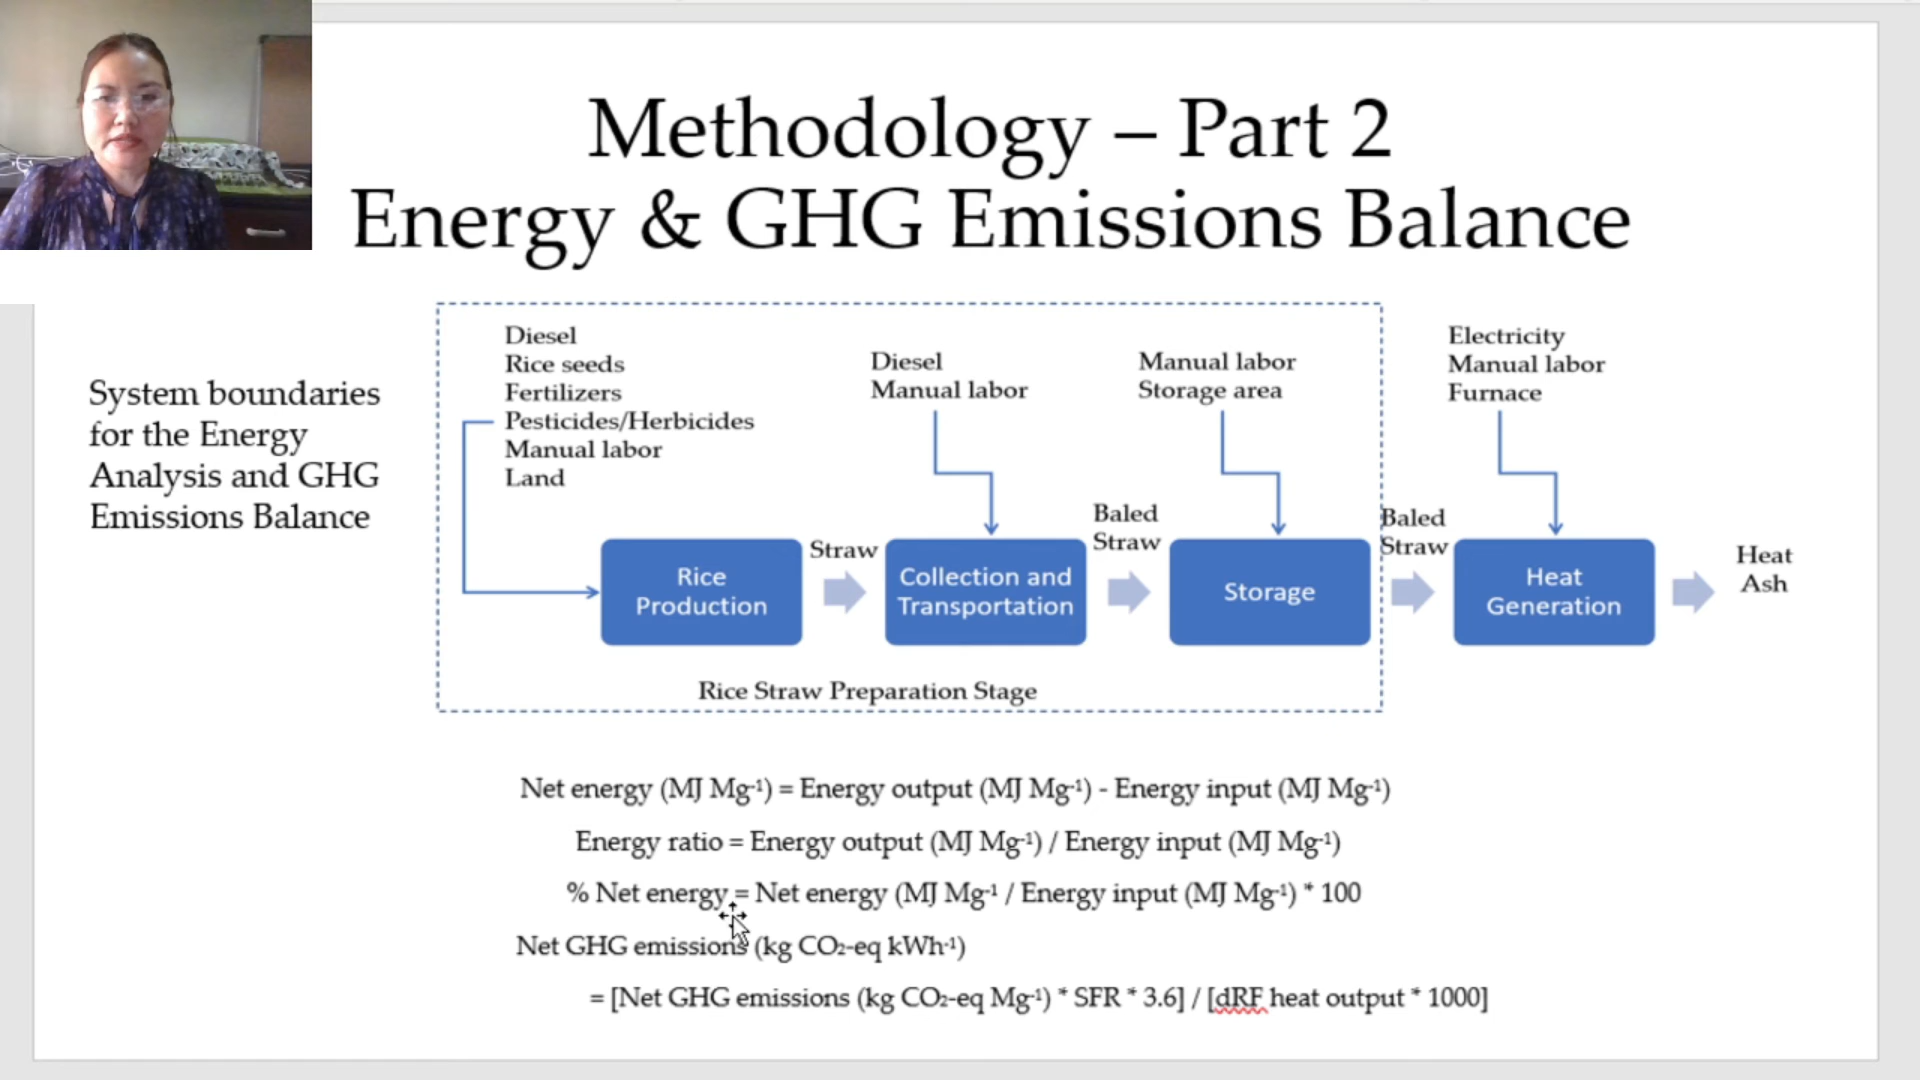 Methodology – Part 2
Energy & GHG Emissions Balance
System boundaries
for the Energy
Analysis and GHG
Emissions Balance
Diesel
Rice seeds
Fertilizers
Pesticides/Herbicides
Manual labor
Land
Diesel
Manual labor
Manual labor
Storage area
Electricity
Manual labor
Furnace
Rice
Production
Straw
Collection and
Transportation
Baled
Straw
Storage
Baled
Straw
Heat
Generation
Heat
Ash
Rice Straw Preparation Stage
Net energy (MJ Mg⁻¹) = Energy output (MJ Mg⁻¹) - Energy input (MJ Mg⁻¹)
Energy ratio = Energy output (MJ Mg⁻¹) / Energy input (MJ Mg⁻¹)
% Net energy = Net energy (MJ Mg⁻¹ / Energy input (MJ Mg⁻¹) * 100
Net GHG emissions (kg CO₂-eq kWh⁻¹)
= [Net GHG emissions (kg CO₂-eq Mg⁻¹) * SFR * 3.6] / [dRF heat output * 1000]